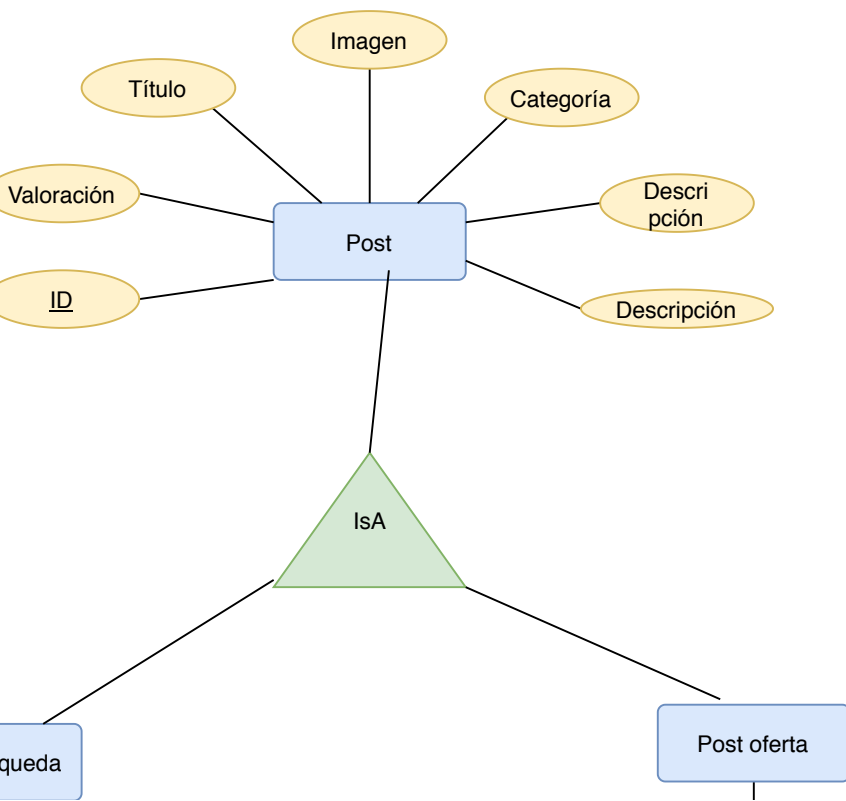 Imagen
Título
Categoría
Valoración
Descri
pción
Post
ID
Descripción
IsA
Post oferta
queda